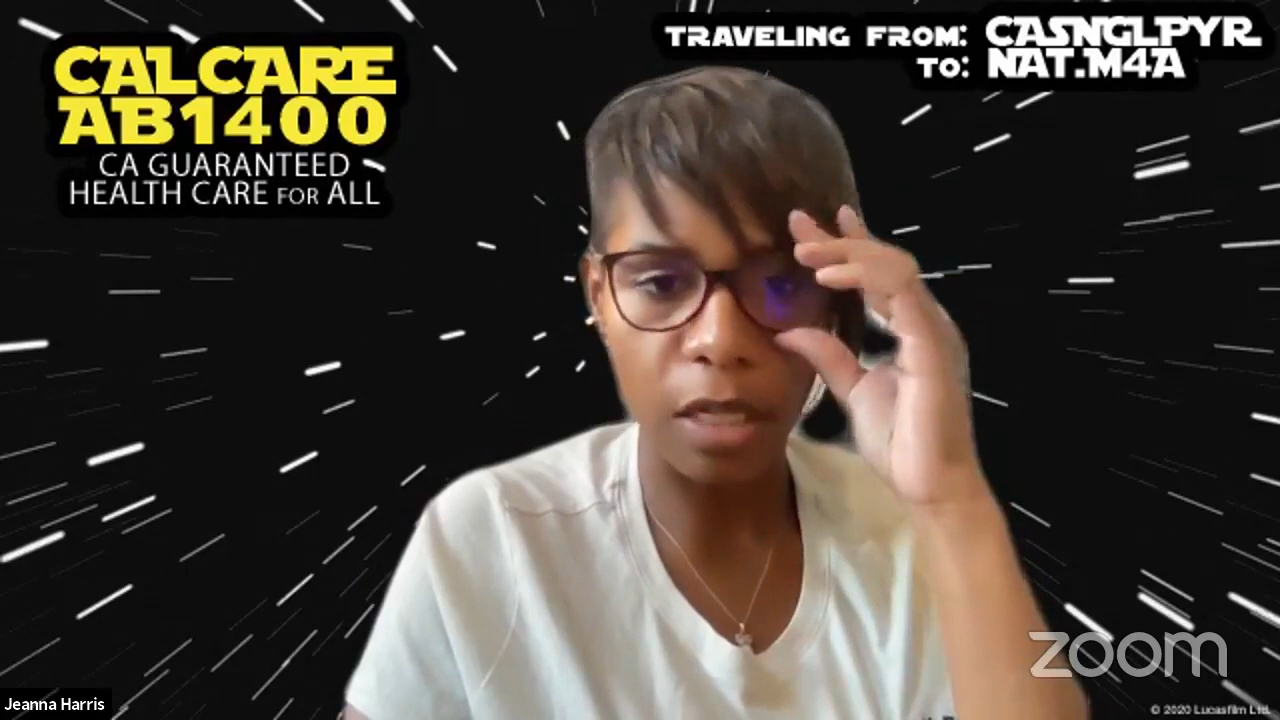 CALCARE
AB1400
CA GUARANTEED
HEALTH CARE FOR ALL
TRAVELING FROM: CASNGLPYR
TO: NAT.M4A
zoom
Jeanna Harris
© 2020 Lucasfilm Ltd.